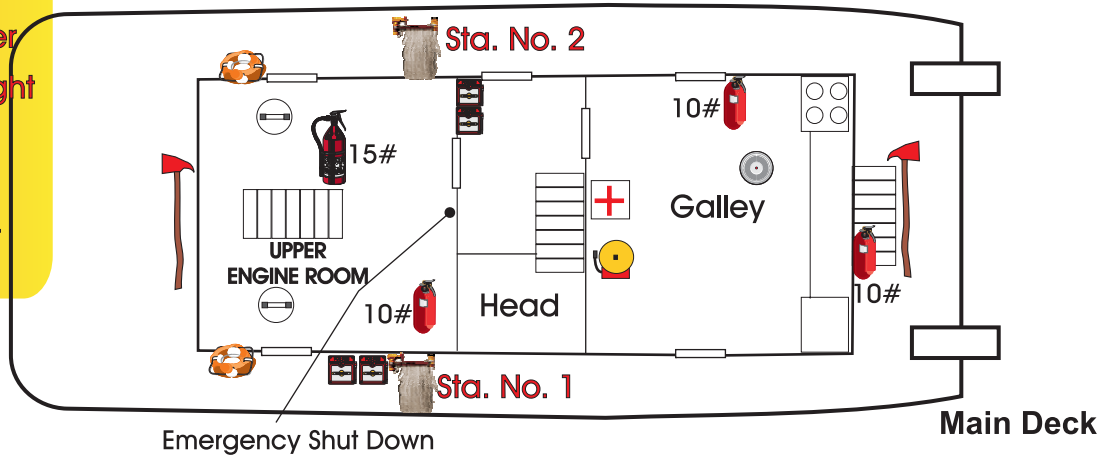 Sta. No. 2
10#
15#
Galley
UPPER
ENGINE ROOM
10#
Head
10#
Sta. No. 1
Main Deck
Emergency Shut Down